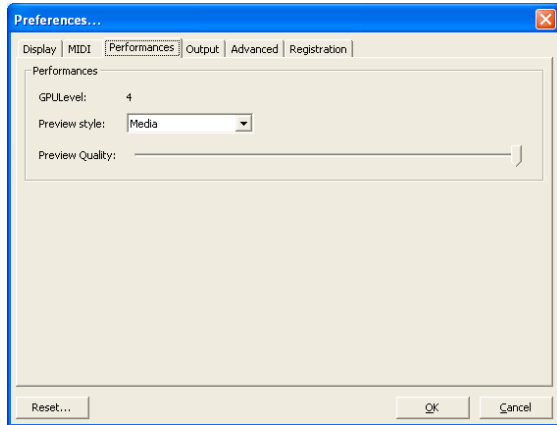 Preferences...
Display MIDI Performances Output Advanced Registration
Performances
GPULevel: 4
Preview style: Media
Preview Quality:
Reset... OK Cancel